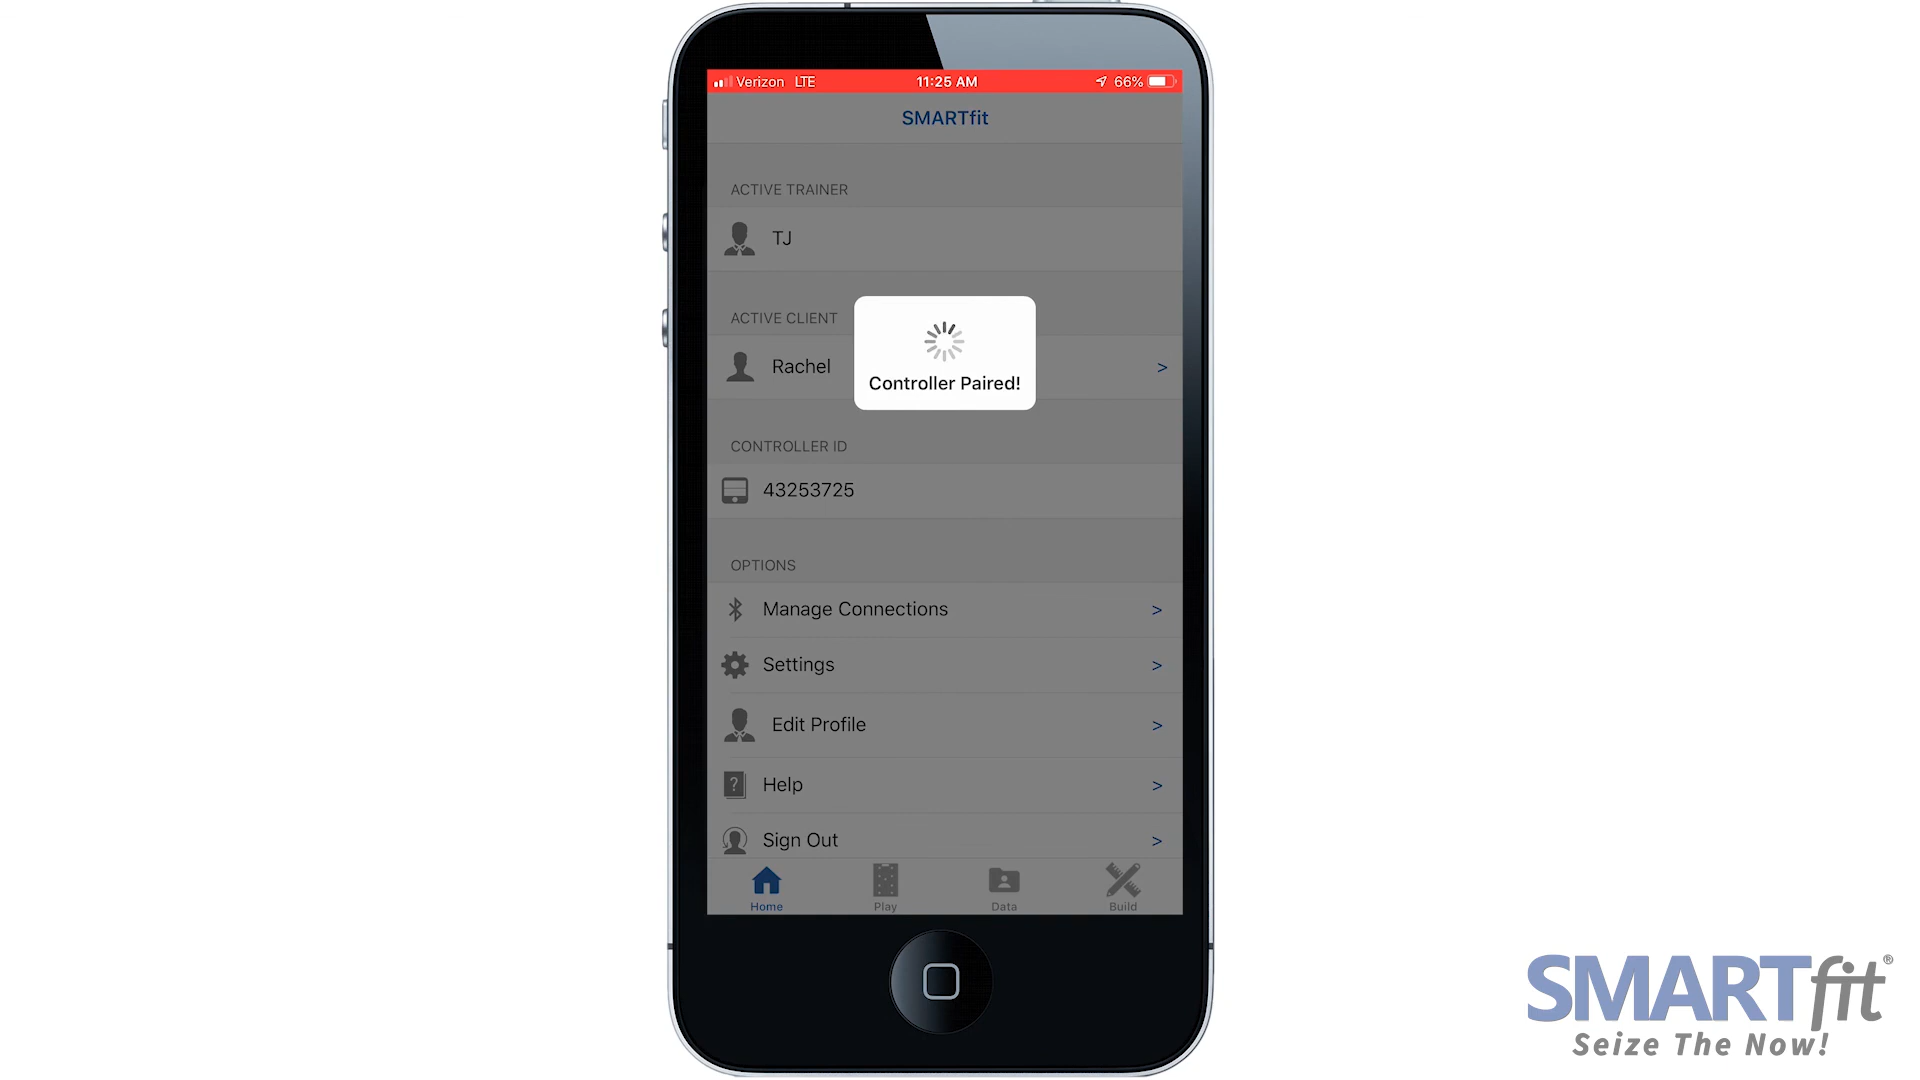 Verizon LTE 11:25 AM 66%
SMARTfit
ACTIVE TRAINER
TJ
ACTIVE CLIENT
Rachel >
Controller Paired!
CONTROLLER ID
43253725
OPTIONS
Manage Connections >
Settings >
Edit Profile >
? Help >
Sign Out >
Home Play Data Build
SMARTfit®
Seize The Now!